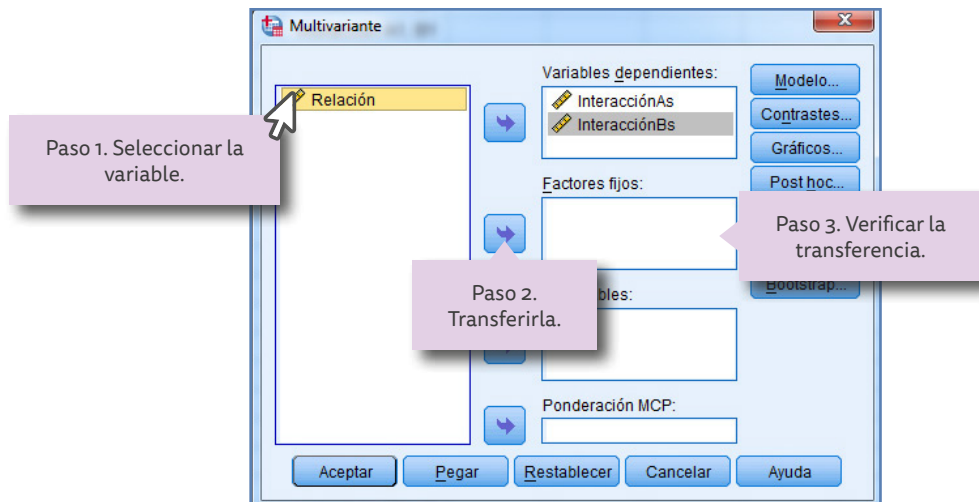 Multivariante
Variables dependientes:
Relación
InteracciónAs
InteracciónBs
Modelo...
Contrastes...
Gráficos...
Post hoc...
Bootstrap...
Paso 1. Seleccionar la
variable.
Factores fijos:
Paso 3. Verificar la
transferencia.
Paso 2.
Transferirla.
bles:
Ponderación MCP:
Aceptar
Pegar
Restablecer
Cancelar
Ayuda